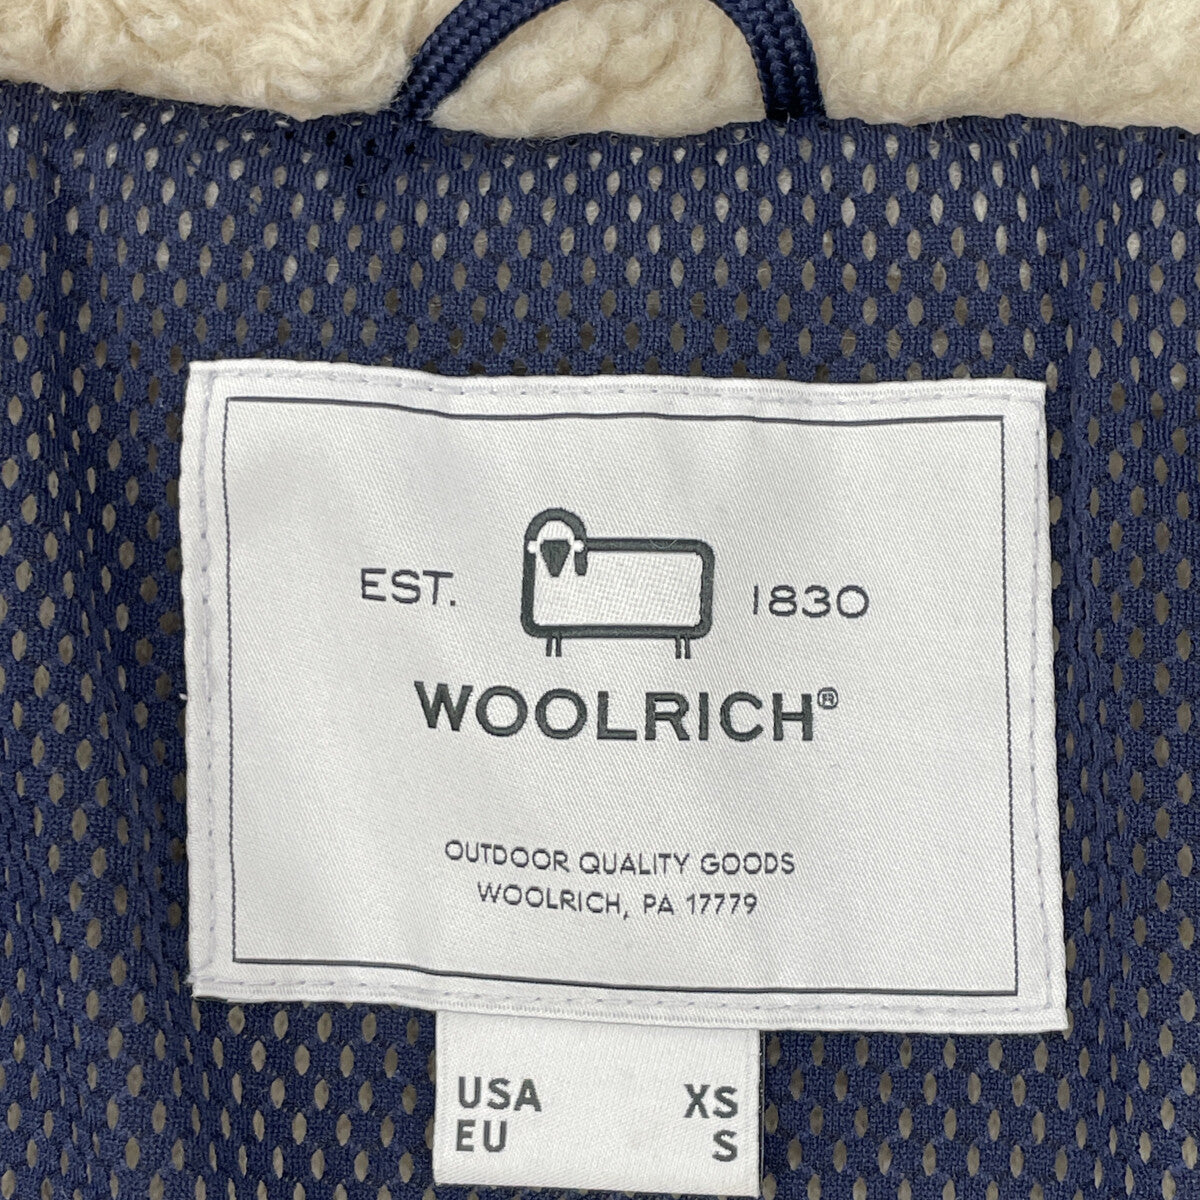 EST. 1830
WOOLRICH®
OUTDOOR QUALITY GOODS
WOOLRICH, PA 17779
USA XS
EU S